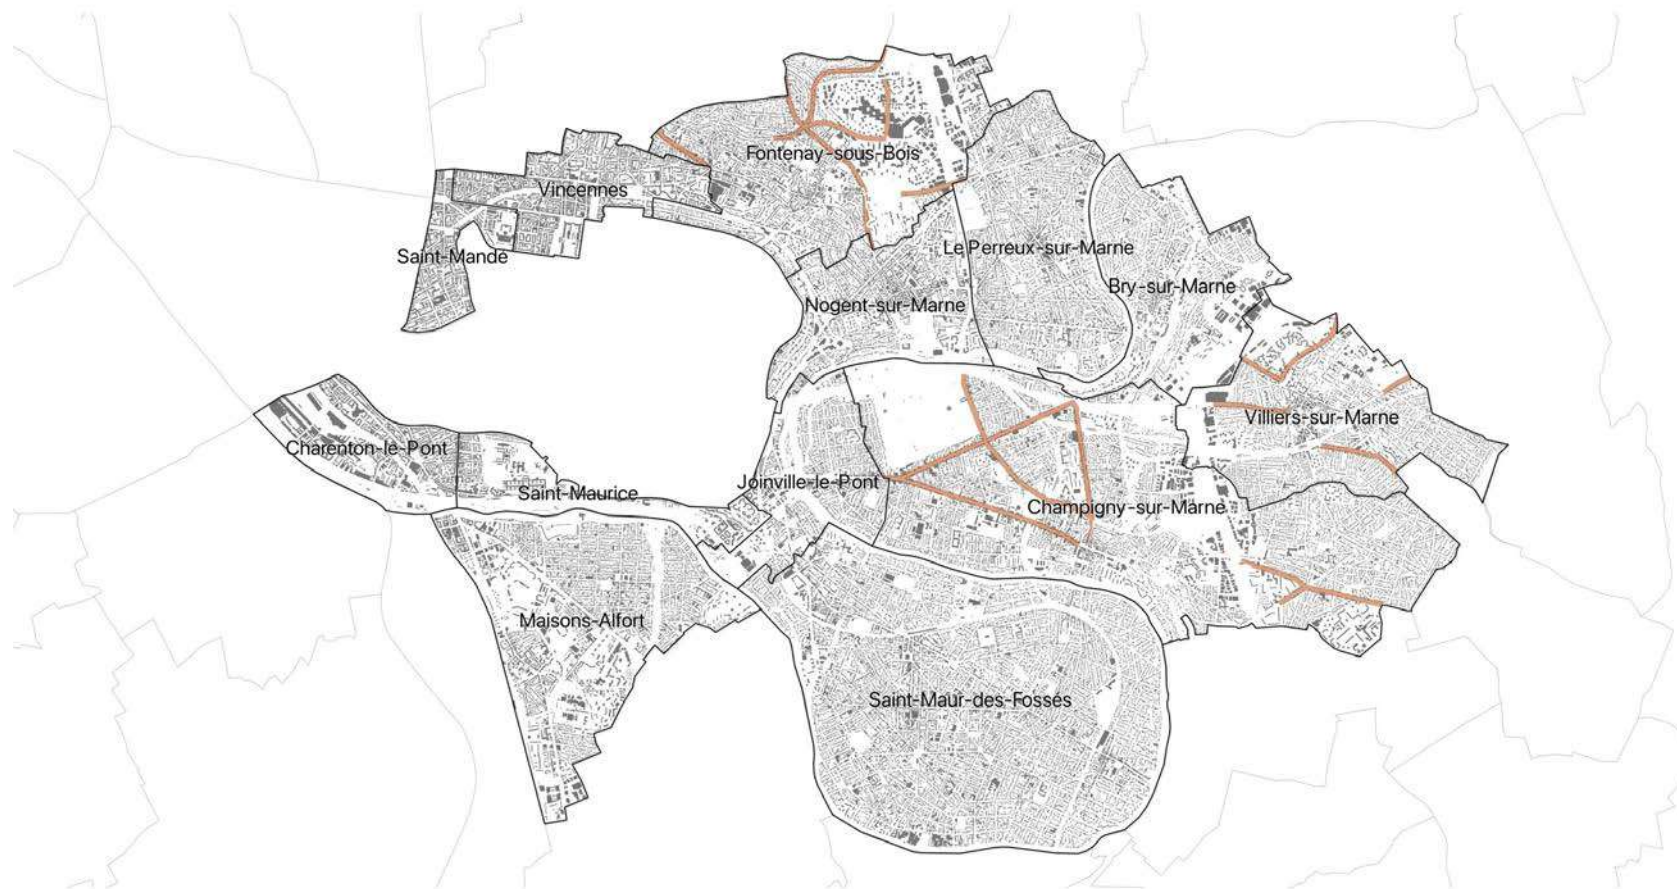 Fontenay-sous-Bois
Vincennes
Saint-Mandé
Le Perreux-sur-Marne
Bry-sur-Marne
Nogent-sur-Marne
Villiers-sur-Marne
Charenton-le-Pont
Saint-Maurice
Joinville-le-Pont
Champigny-sur-Marne
Maisons-Alfort
Saint-Maur-des-Fossés